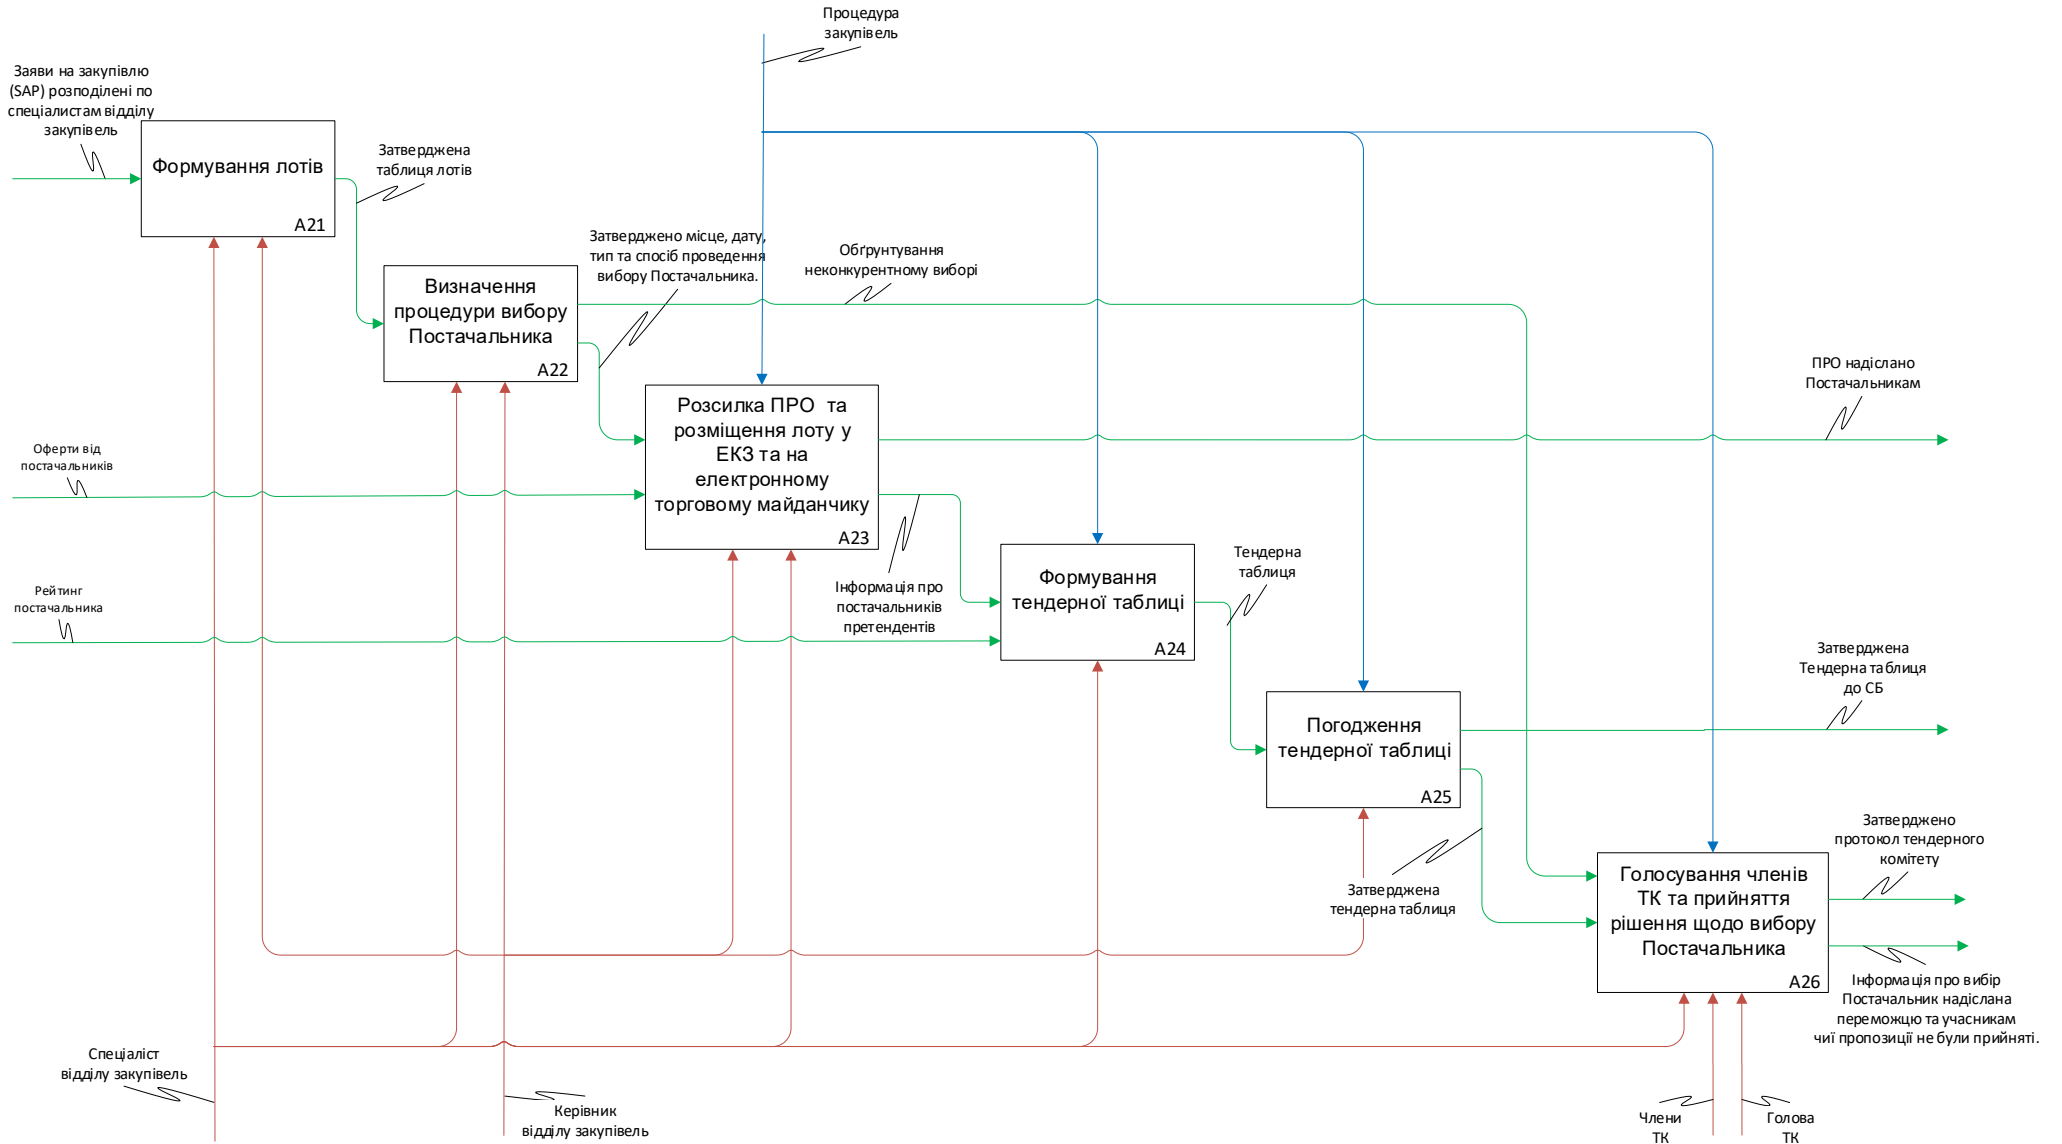 Процедура
закупівель
Заяви на закупівлю
(SAP) розподілені по
спеціалистам відділу
закупівель
Формування лотів
A21
Затверджена
таблиця лотів
Затверджено місце, дату,
тип та спосіб проведення
вибору Постачальника.
Обґрунтування
неконкурентному виборі
Визначення
процедури вибору
Постачальника
A22
ПРО надіслано
Постачальникам
Розсилка ПРО та
розміщення лоту у
ЕКЗ та на
електронному
торговому майданчику
A23
Оферти від
постачальників
Тендерна
таблиця
Формування
тендерної таблиці
A24
Інформація про
постачальників
претендентів
Рейтинг
постачальника
Затверджена
Тендерна таблиця
до СБ
Погодження
тендерної таблиці
A25
Затверджено
протокол тендерного
комітету
Голосування членів
ТК та прийняття
рішення щодо вибору
Постачальника
A26
Затверджена
тендерна таблиця
Інформація про вибір
Постачальник надіслана
переможцю та учасникам
чиї пропозиції не були прийняті.
Спеціаліст
відділу закупівель
Керівник
відділу закупівель
Члени
ТК
Голова
ТК